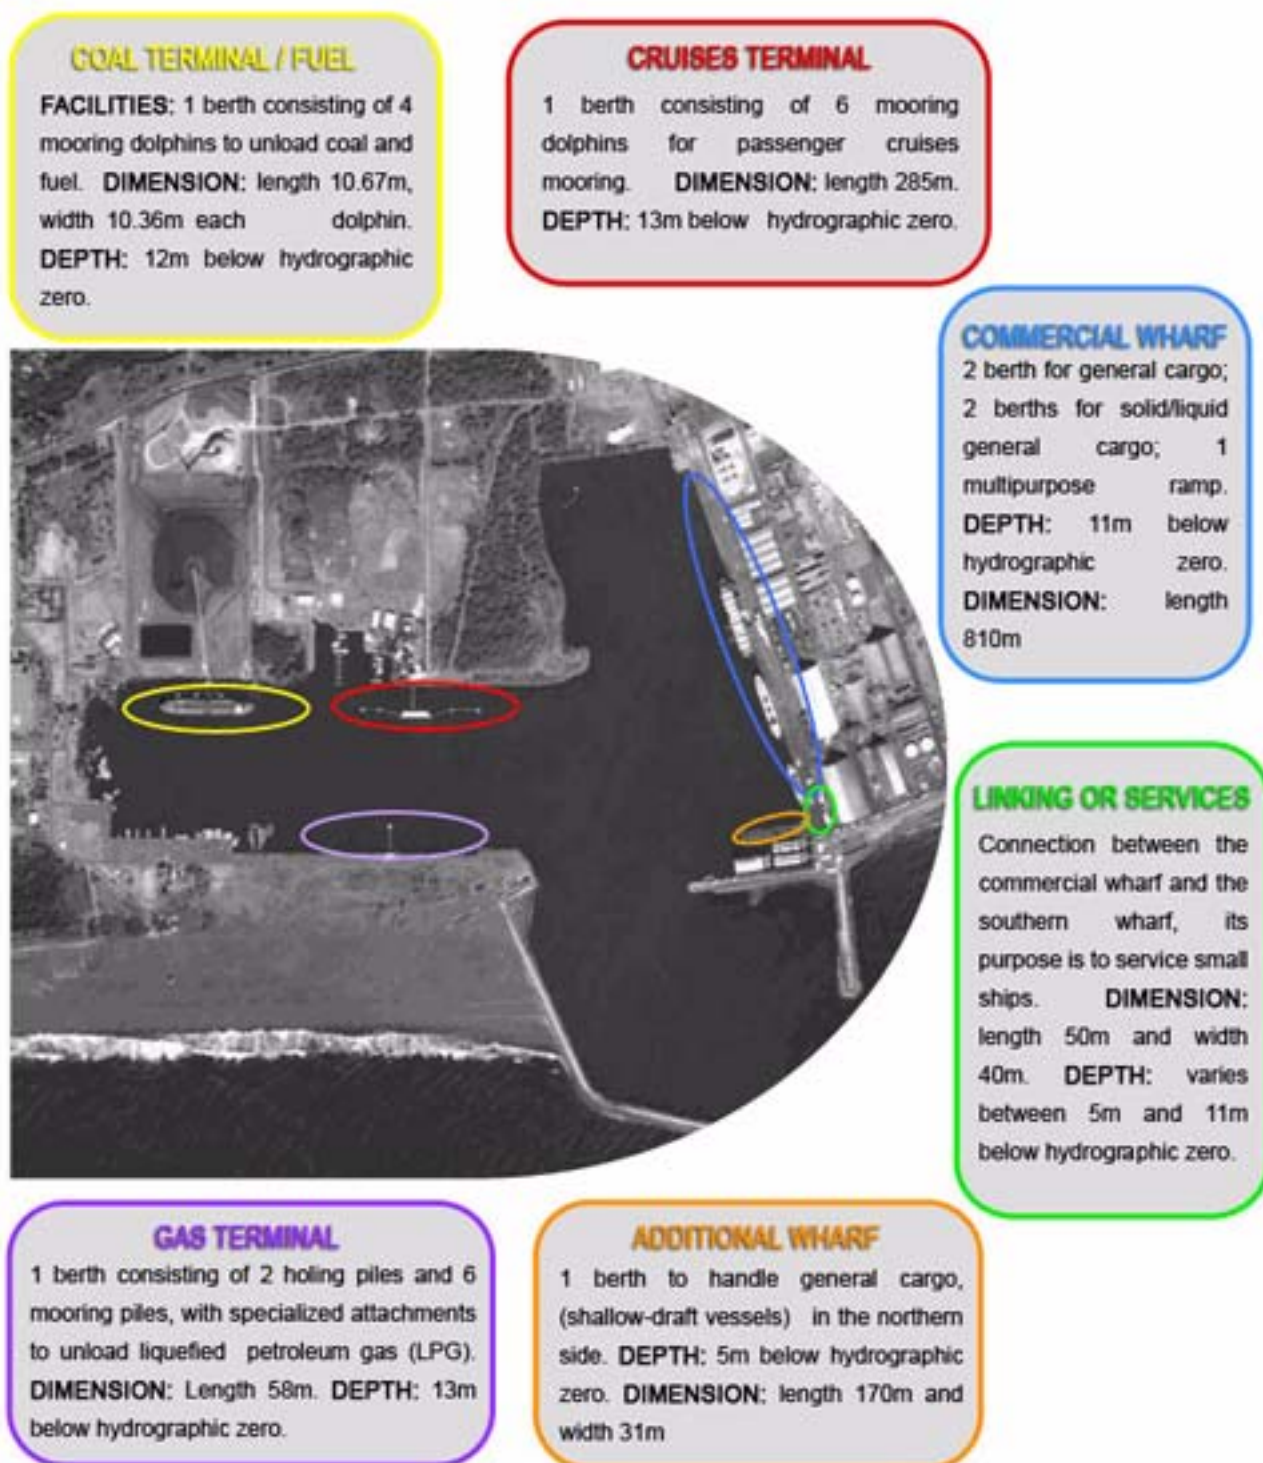 COAL TERMINAL / FUEL
FACILITIES: 1 berth consisting of 4
mooring dolphins to unload coal and
fuel. DIMENSION: length 10.67m,
width 10.36m each dolphin.
DEPTH: 12m below hydrographic
zero.
CRUISES TERMINAL
1 berth consisting of 6 mooring
dolphins for passenger cruises
mooring. DIMENSION: length 285m.
DEPTH: 13m below hydrographic zero.
COMMERCIAL WHARF
2 berth for general cargo;
2 berths for solid/liquid
general cargo; 1
multipurpose ramp.
DEPTH: 11m below
hydrographic zero.
DIMENSION: length
810m
LINKING OR SERVICES
Connection between the
commercial wharf and the
southern wharf, its
purpose is to service small
ships. DIMENSION:
length 50m and width
40m. DEPTH: varies
between 5m and 11m
below hydrographic zero.
GAS TERMINAL
1 berth consisting of 2 holing piles and 6
mooring piles, with specialized attachments
to unload liquefied petroleum gas (LPG).
DIMENSION: Length 58m. DEPTH: 13m
below hydrographic zero.
ADDITIONAL WHARF
1 berth to handle general cargo,
(shallow-draft vessels) in the northern
side. DEPTH: 5m below hydrographic
zero. DIMENSION: length 170m and
width 31m